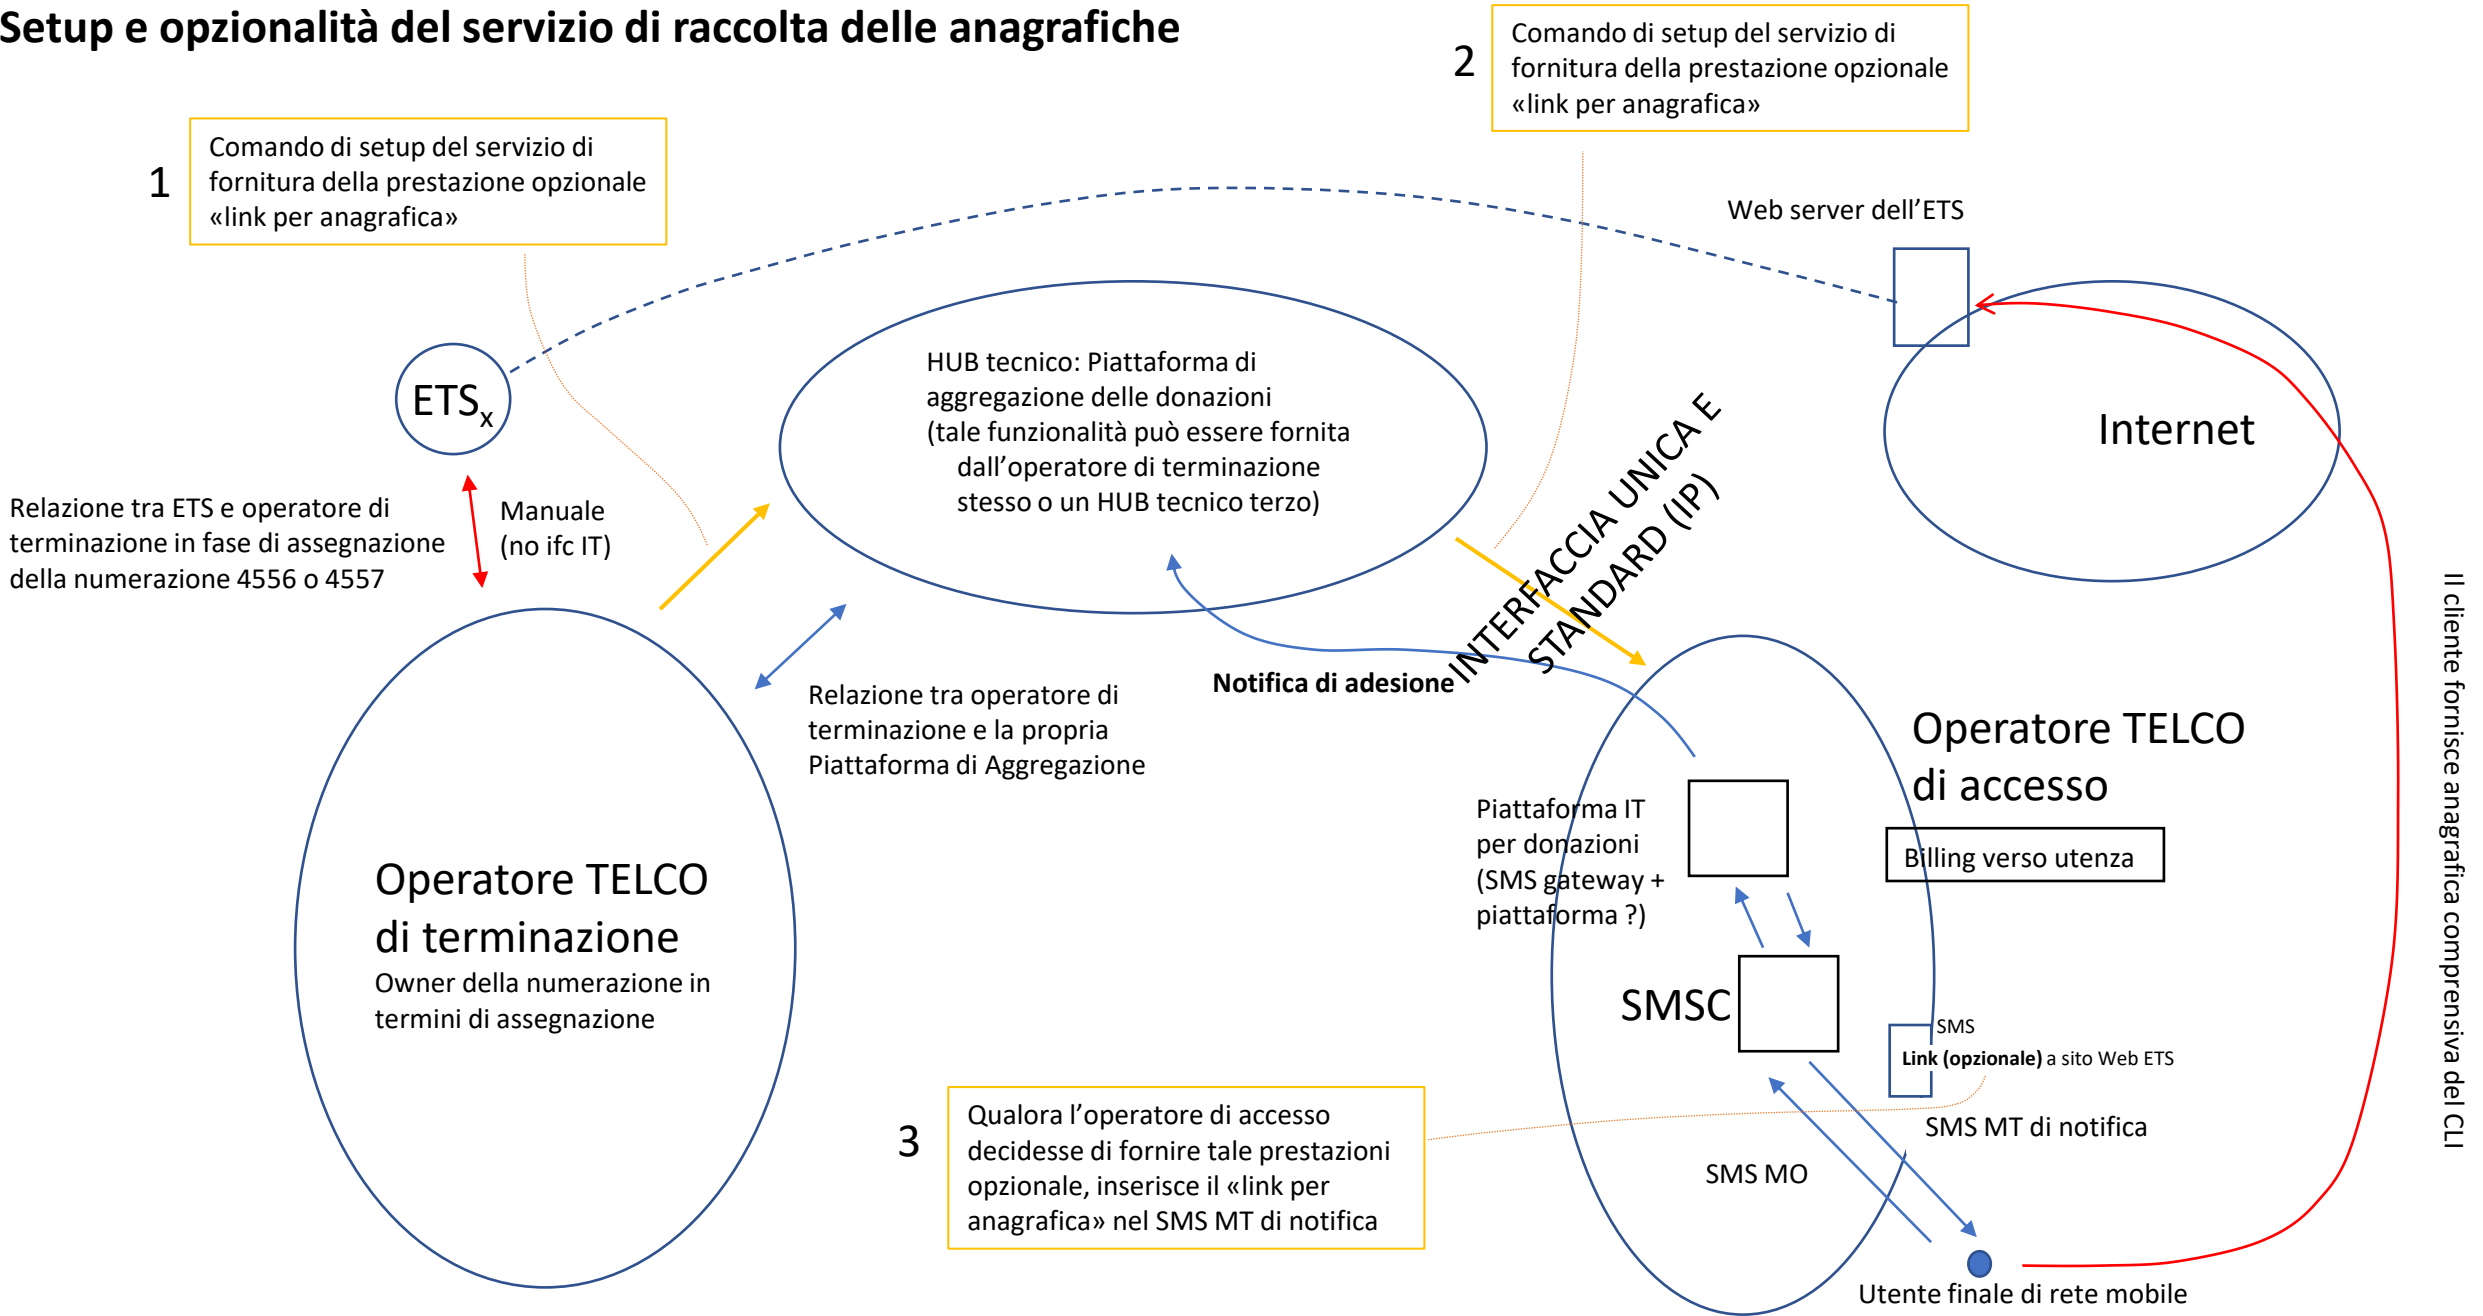 Setup e opzionalità del servizio di raccolta delle anagrafiche
2
Comando di setup del servizio di
fornitura della prestazione opzionale
«link per anagrafica»
1
Comando di setup del servizio di
fornitura della prestazione opzionale
«link per anagrafica»
Web server dell’ETS
ETSx
HUB tecnico: Piattaforma di
aggregazione delle donazioni
(tale funzionalità può essere fornita
dall’operatore di terminazione
stesso o un HUB tecnico terzo)
Internet
Relazione tra ETS e operatore di
terminazione in fase di assegnazione
della numerazione 4556 o 4557
Manuale
(no ifc IT)
INTERFACCIA UNICA E
STANDARD (IP)
Notifica di adesione
Relazione tra operatore di
terminazione e la propria
Piattaforma di Aggregazione
Operatore TELCO
di accesso
Piattaforma IT
per donazioni
(SMS gateway +
piattaforma ?)
Billing verso utenza
Operatore TELCO
di terminazione
Owner della numerazione in
termini di assegnazione
SMSC
SMS
Link (opzionale) a sito Web ETS
SMS MT di notifica
3
Qualora l’operatore di accesso
decidesse di fornire tale prestazioni
opzionale, inserisce il «link per
anagrafica» nel SMS MT di notifica
SMS MO
Utente finale di rete mobile
Il cliente fornisce anagrafica comprensiva del CLI